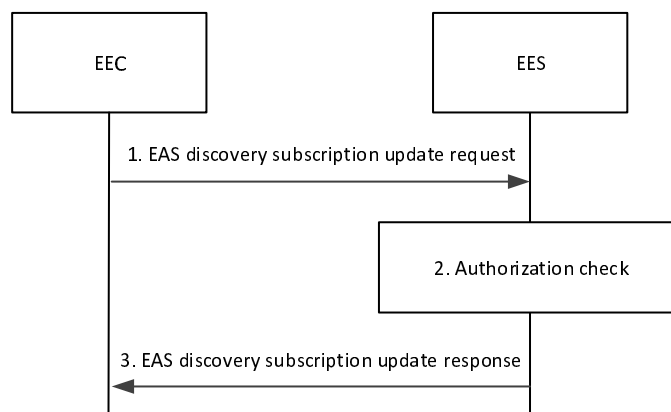 EEC
EES
1. EAS discovery subscription update request
2. Authorization check
3. EAS discovery subscription update response